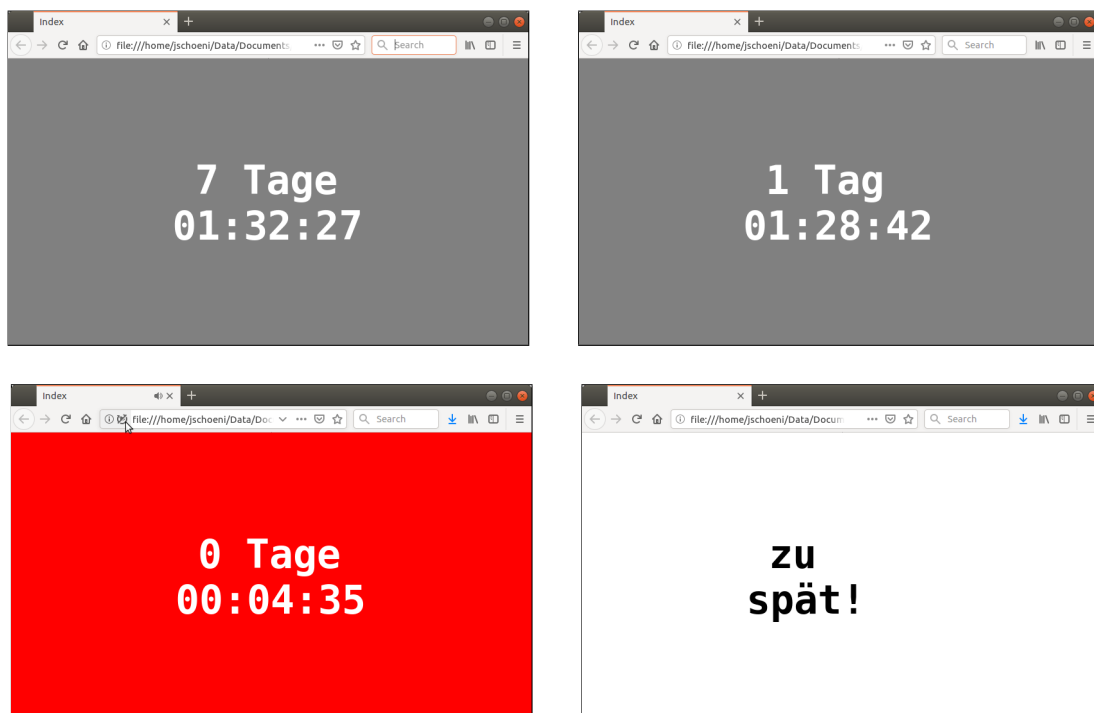 Index
file:///home/jschoeni/Data/Documents
Search
7 Tage
01:32:27
Index
file:///home/jschoeni/Data/Documents
Search
1 Tag
01:28:42
Index
file:///home/jschoeni/Data/Doc
Search
0 Tage
00:04:35
Index
file:///home/jschoeni/Data/Docum
Search
zu
spät!